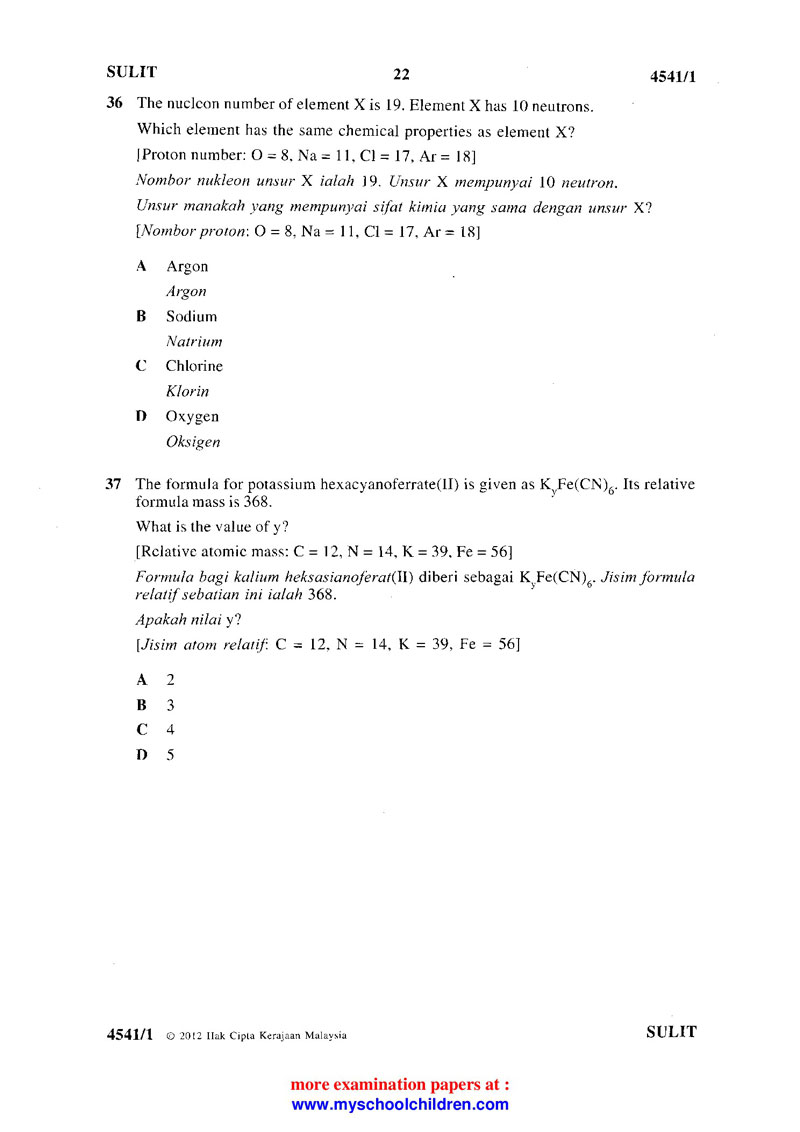 SULIT 22 4541/1
36 The nucleon number of element X is 19. Element X has 10 neutrons.
Which element has the same chemical properties as element X?
[Proton number: O = 8, Na = 11, Cl = 17, Ar = 18]
Nombor nukleon unsur X ialah 19. Unsur X mempunyai 10 neutron.
Unsur manakah yang mempunyai sifat kimia yang sama dengan unsur X?
[Nombor proton: O = 8, Na = 11, Cl = 17, Ar = 18]
A Argon
Argon
B Sodium
Natrium
C Chlorine
Klorin
D Oxygen
Oksigen
37 The formula for potassium hexacyanoferrate(II) is given as KyFe(CN)6. Its relative
formula mass is 368.
What is the value of y?
[Relative atomic mass: C = 12, N = 14, K = 39, Fe = 56]
Formula bagi kalium heksasianoferat(II) diberi sebagai KyFe(CN)6. Jisim formula
relatif sebatian ini ialah 368.
Apakah nilai y?
[Jisim atom relatif: C = 12, N = 14, K = 39, Fe = 56]
A 2
B 3
C 4
D 5
4541/1 © 2012 Hak Cipta Kerajaan Malaysia SULIT
more examination papers at :
www.myschoolchildren.com